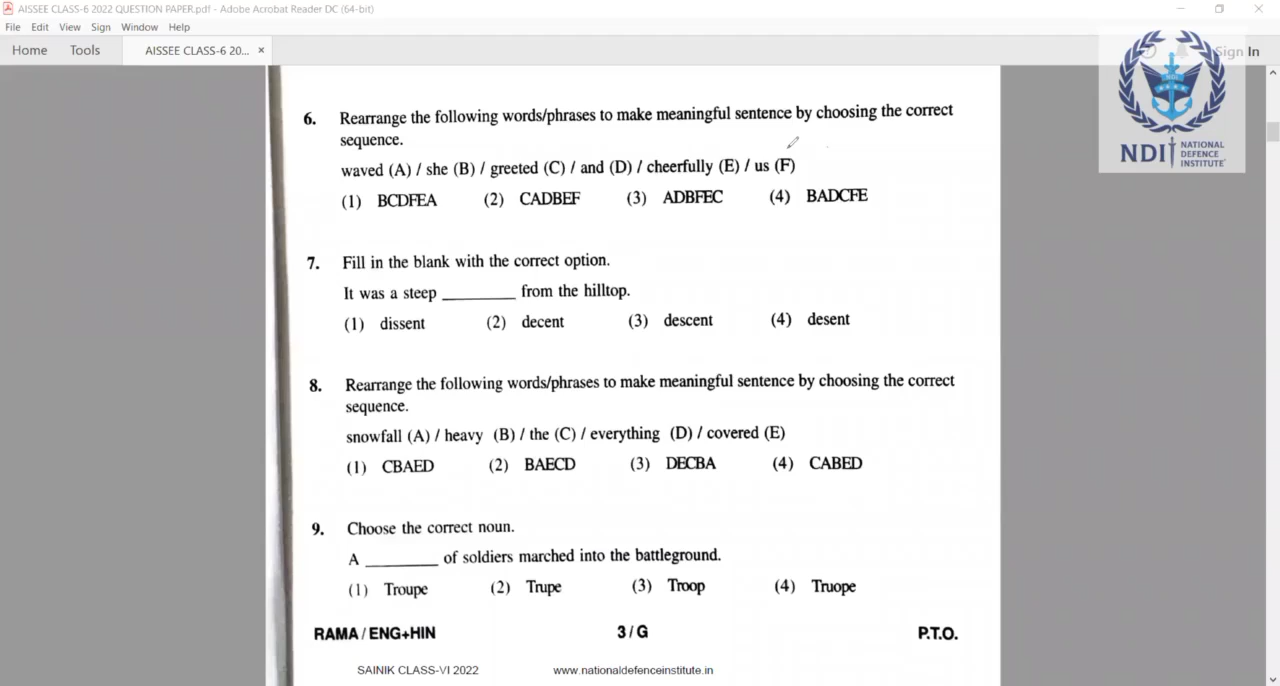 AISSEE CLASS-6 2022 QUESTION PAPER.pdf - Adobe Acrobat Reader DC (64-bit)
File Edit View Sign Window Help
Home Tools AISSEE CLASS-6 20... × Sign In
NDI NATIONAL DEFENCE INSTITUTE
6. Rearrange the following words/phrases to make meaningful sentence by choosing the correct
sequence.
waved (A) / she (B) / greeted (C) / and (D) / cheerfully (E) / us (F)
(1) BCDFEA (2) CADBEF (3) ADBFEC (4) BADCFE
7. Fill in the blank with the correct option.
It was a steep ________ from the hilltop.
(1) dissent (2) decent (3) descent (4) desent
8. Rearrange the following words/phrases to make meaningful sentence by choosing the correct
sequence.
snowfall (A) / heavy (B) / the (C) / everything (D) / covered (E)
(1) CBAED (2) BAECD (3) DECBA (4) CABED
9. Choose the correct noun.
A ________ of soldiers marched into the battleground.
(1) Troupe (2) Trupe (3) Troop (4) Truope
RAMA / ENG+HIN 3 / G P.T.O.
SAINIK CLASS-VI 2022 www.nationaldefenceinstitute.in